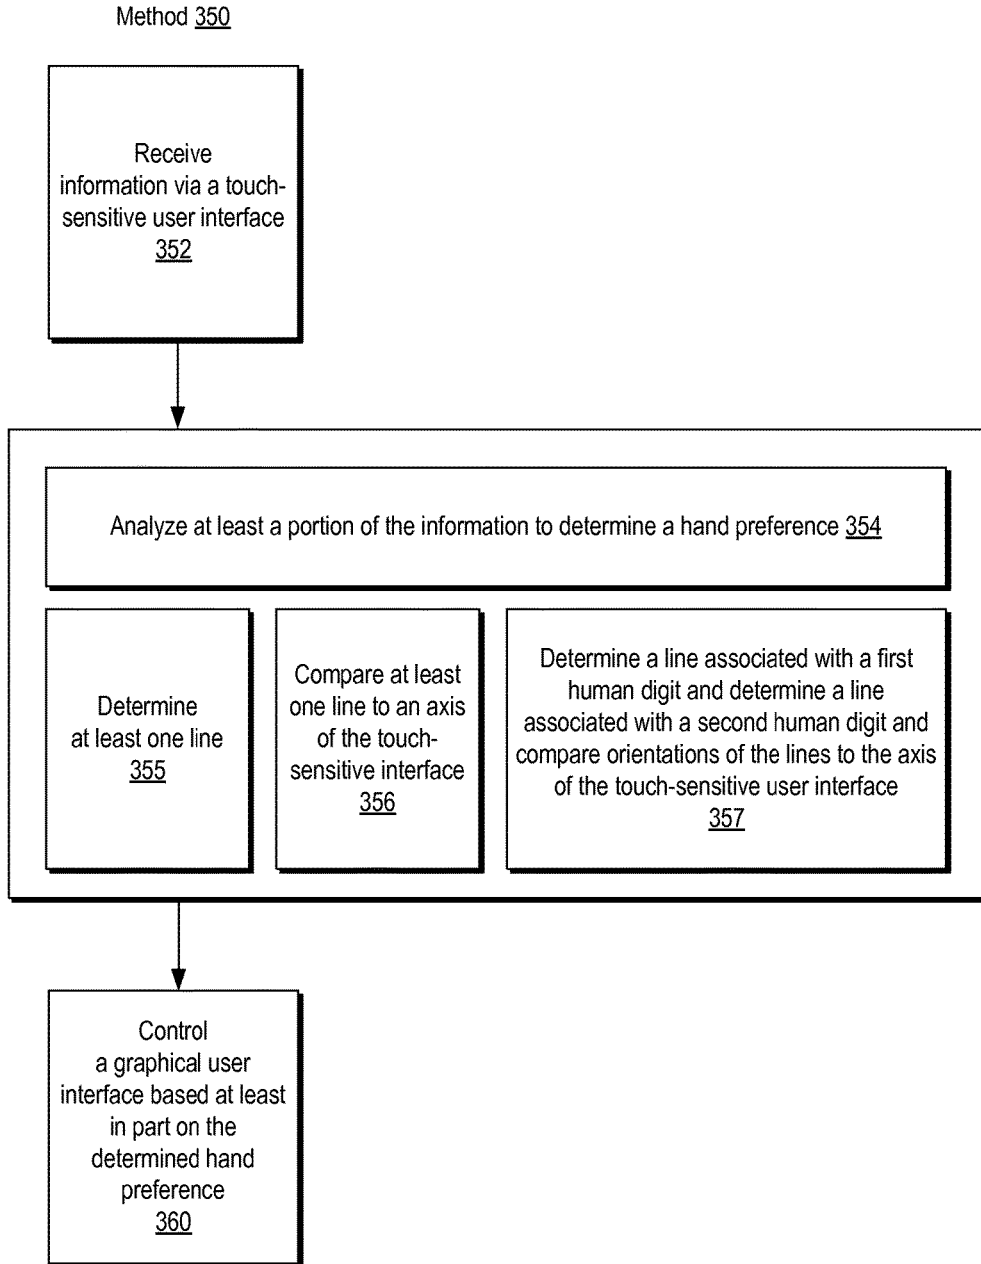 Method 350
Receive
information via a touch-
sensitive user interface
352
Analyze at least a portion of the information to determine a hand preference 354
Determine
at least one line
355
Compare at least
one line to an axis
of the touch-
sensitive interface
356
Determine a line associated with a first
human digit and determine a line
associated with a second human digit and
compare orientations of the lines to the axis
of the touch-sensitive user interface
357
Control
a graphical user
interface based at least
in part on the
determined hand
preference
360